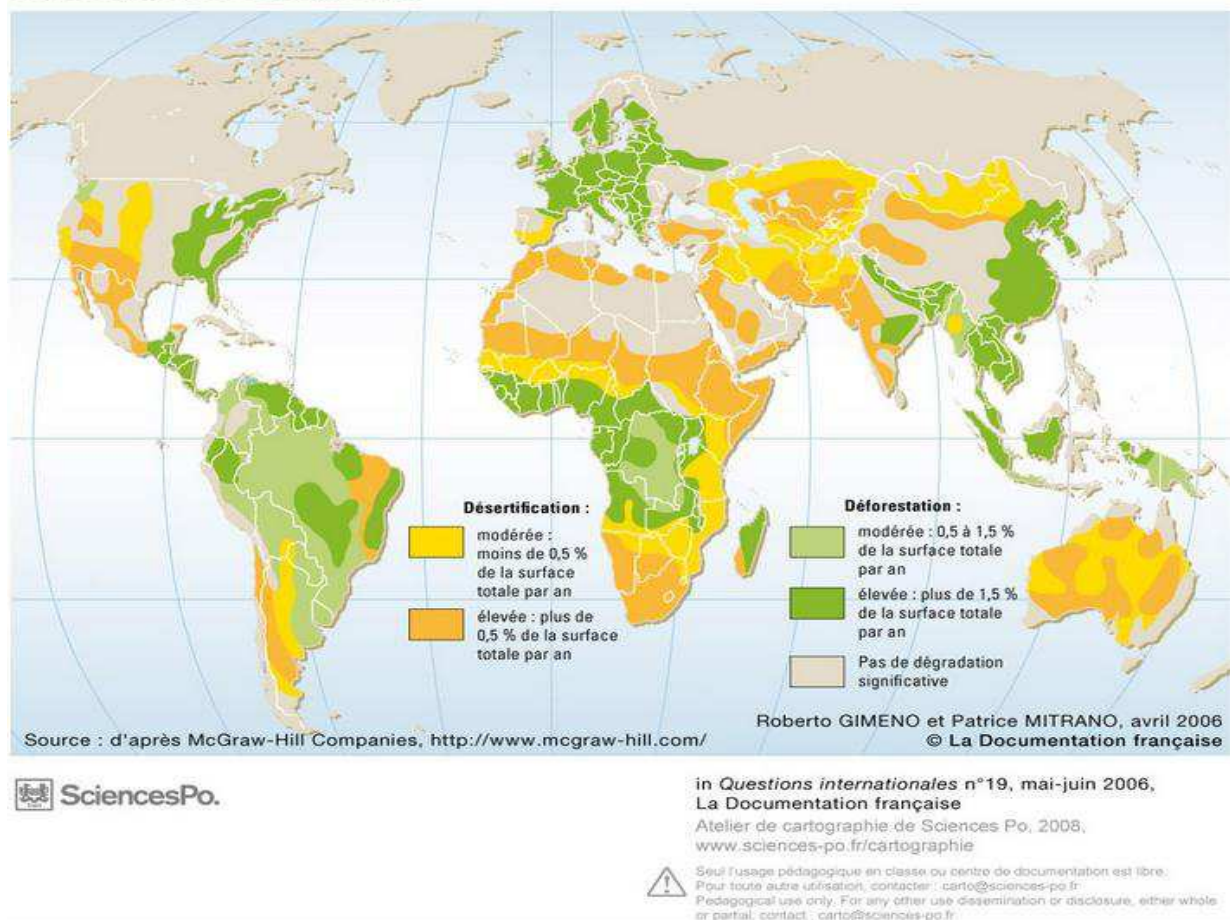 Désertification :
modérée :
moins de 0,5 %
de la surface
totale par an
élevée : plus de
0,5 % de la surface
totale par an
Déforestation :
modérée : 0,5 à 1,5 %
de la surface totale
par an
élevée : plus de 1,5 %
de la surface totale
par an
Pas de dégradation
significative
Roberto GIMENO et Patrice MITRANO, avril 2006
Source : d'après McGraw-Hill Companies, http://www.mcgraw-hill.com/
© La Documentation française
SciencesPo.
in Questions internationales n°19, mai-juin 2006,
La Documentation française
Atelier de cartographie de Sciences Po, 2008,
www.sciences-po.fr/cartographie
Seul l'usage pédagogique en classe ou centre de documentation est libre.
Pour toute autre utilisation, contacter : carto@sciences-po.fr
Pedagogical use only. For any other use dissemination or disclosure, either whole
or partial, contact : carto@sciences-po.fr